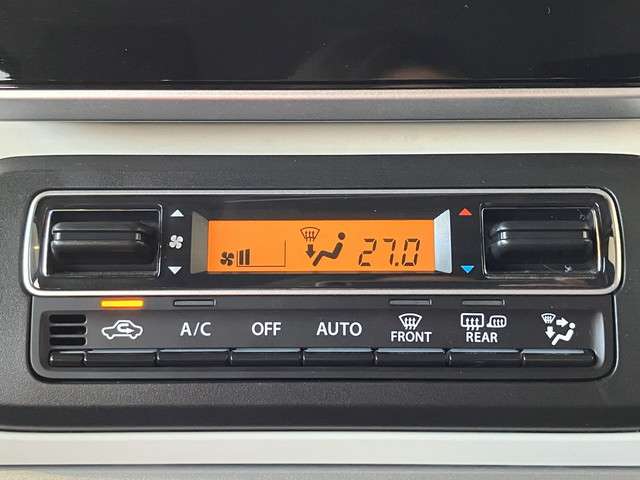 27.0
A/C OFF AUTO FRONT REAR